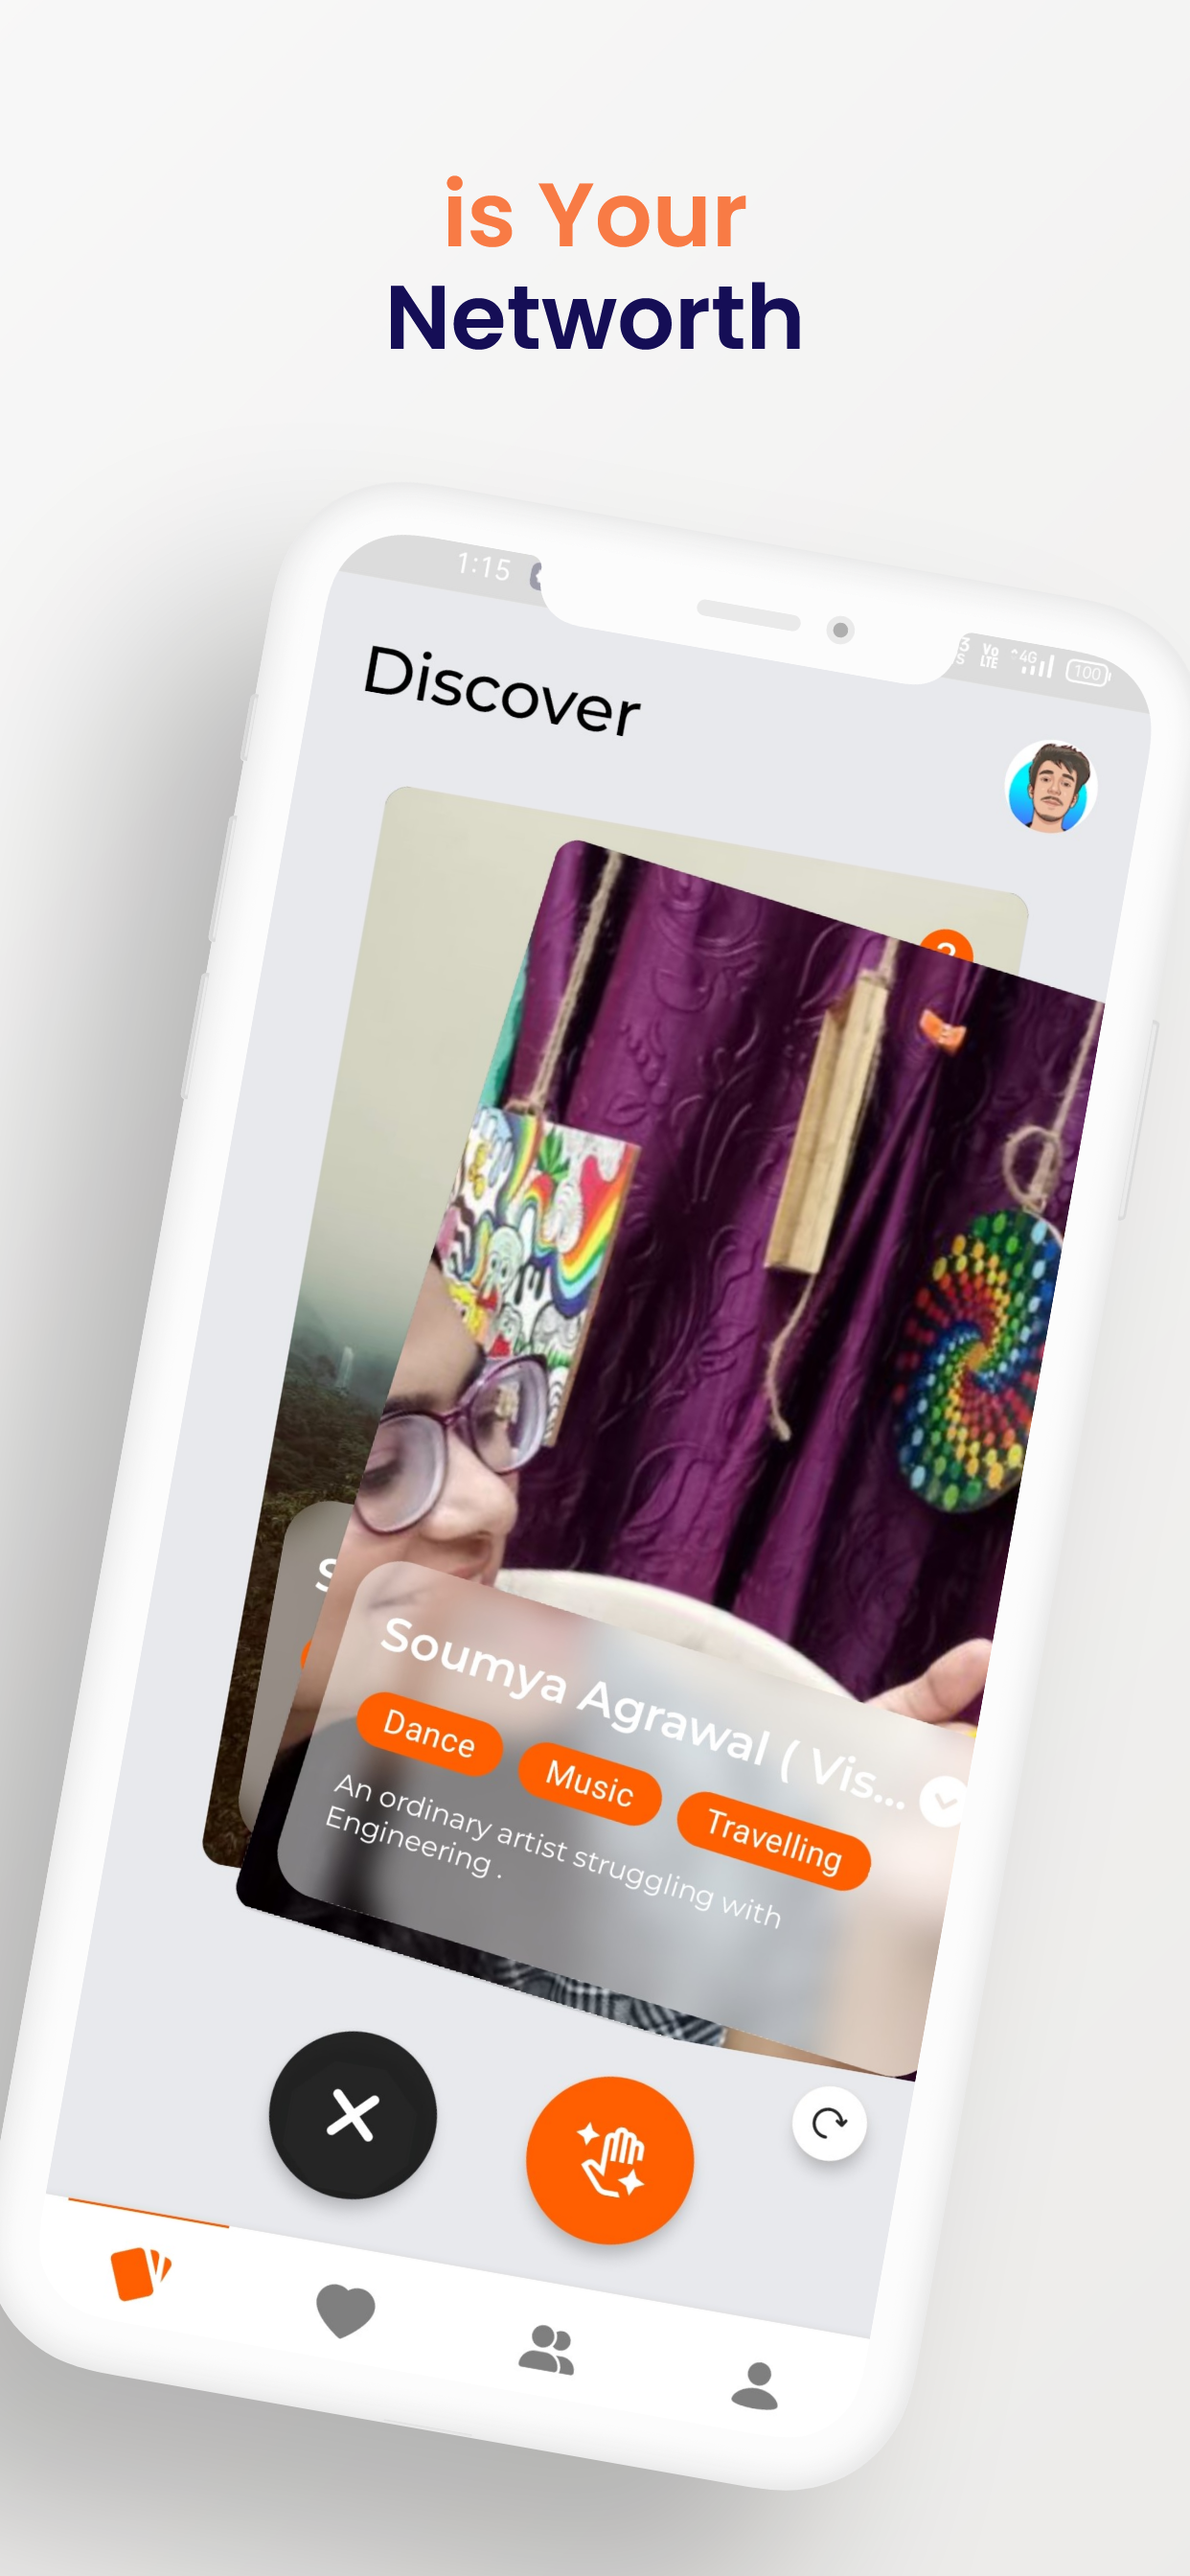 is Your
Networth
1:15
Vo
LTE
4G
100
Discover
Soumya Agrawal ( Vis...
Dance
Music
Travelling
An ordinary artist struggling with
Engineering .